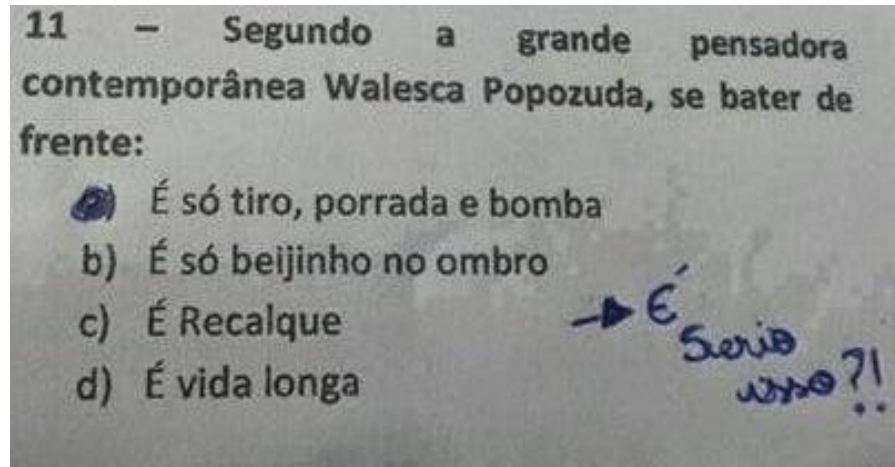 11 – Segundo a grande pensadora
contemporânea Walesca Popozuda, se bater de
frente:
a) É só tiro, porrada e bomba
b) É só beijinho no ombro
c) É Recalque
d) É vida longa
→ É
Serio
isso?!